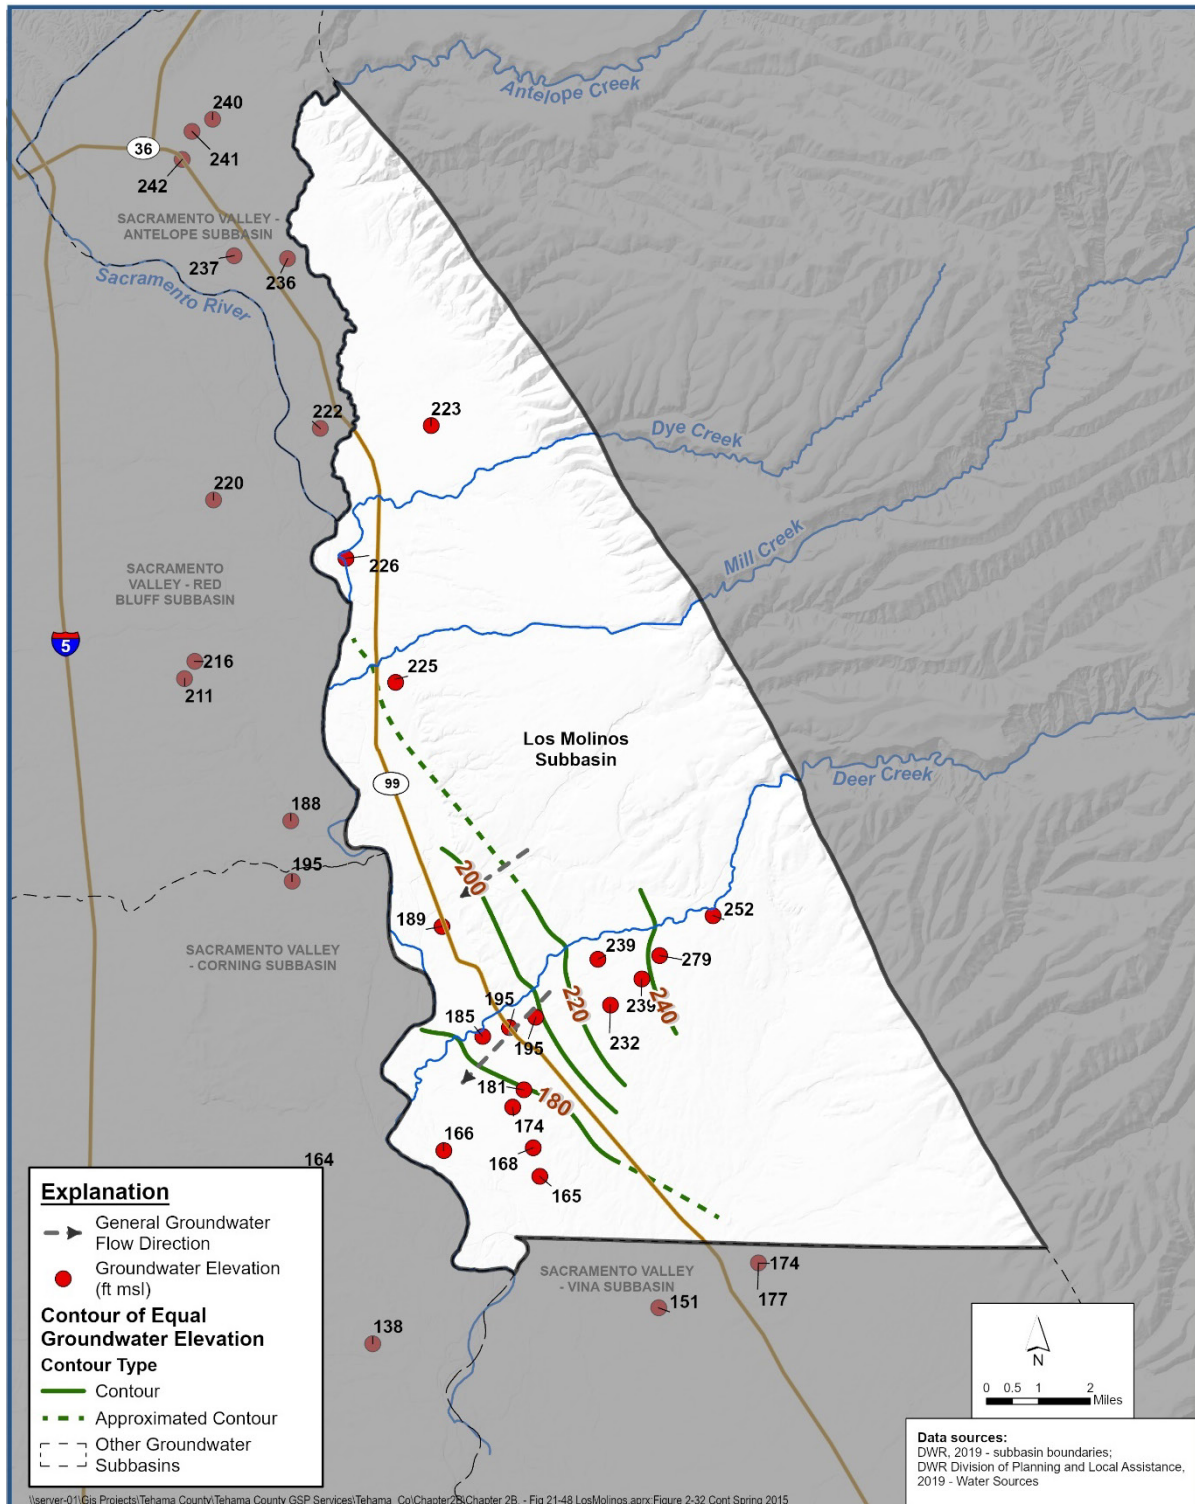 Antelope Creek
240
36
241
242
SACRAMENTO VALLEY -
ANTELOPE SUBBASIN
237
236
Sacramento River
222
223
Dye Creek
220
226
SACRAMENTO
VALLEY - RED
BLUFF SUBBASIN
Mill Creek
5
216
211
225
Los Molinos
Subbasin
99
Deer Creek
188
195
200
189
252
SACRAMENTO VALLEY
- CORNING SUBBASIN
239
279
239
240
220
195
185
195
232
181
180
174
166
168
164
165
SACRAMENTO VALLEY
- VINA SUBBASIN
174
177
151
138
Explanation
General Groundwater
Flow Direction
Groundwater Elevation
(ft msl)
Contour of Equal
Groundwater Elevation
Contour Type
Contour
Approximated Contour
Other Groundwater
Subbasins
N
0 0.5 1 2
Miles
Data sources:
DWR, 2019 - subbasin boundaries;
DWR Division of Planning and Local Assistance,
2019 - Water Sources